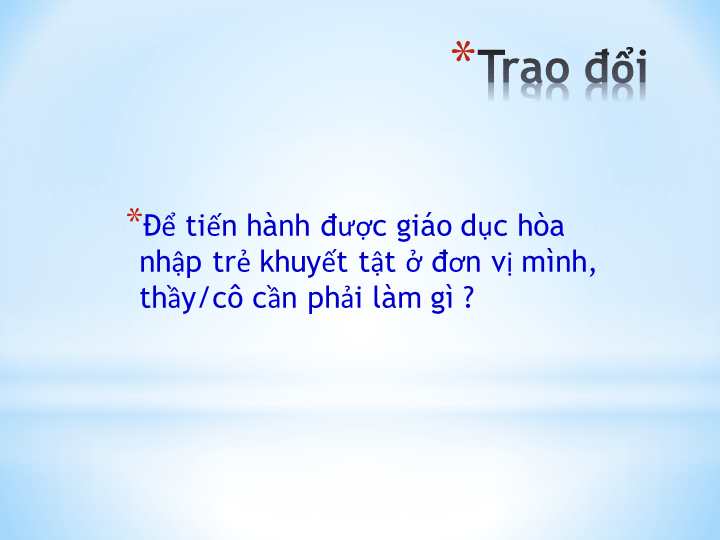 *Trao đổi
*Để tiến hành được giáo dục hòa
nhập trẻ khuyết tật ở đơn vị mình,
thầy/cô cần phải làm gì ?